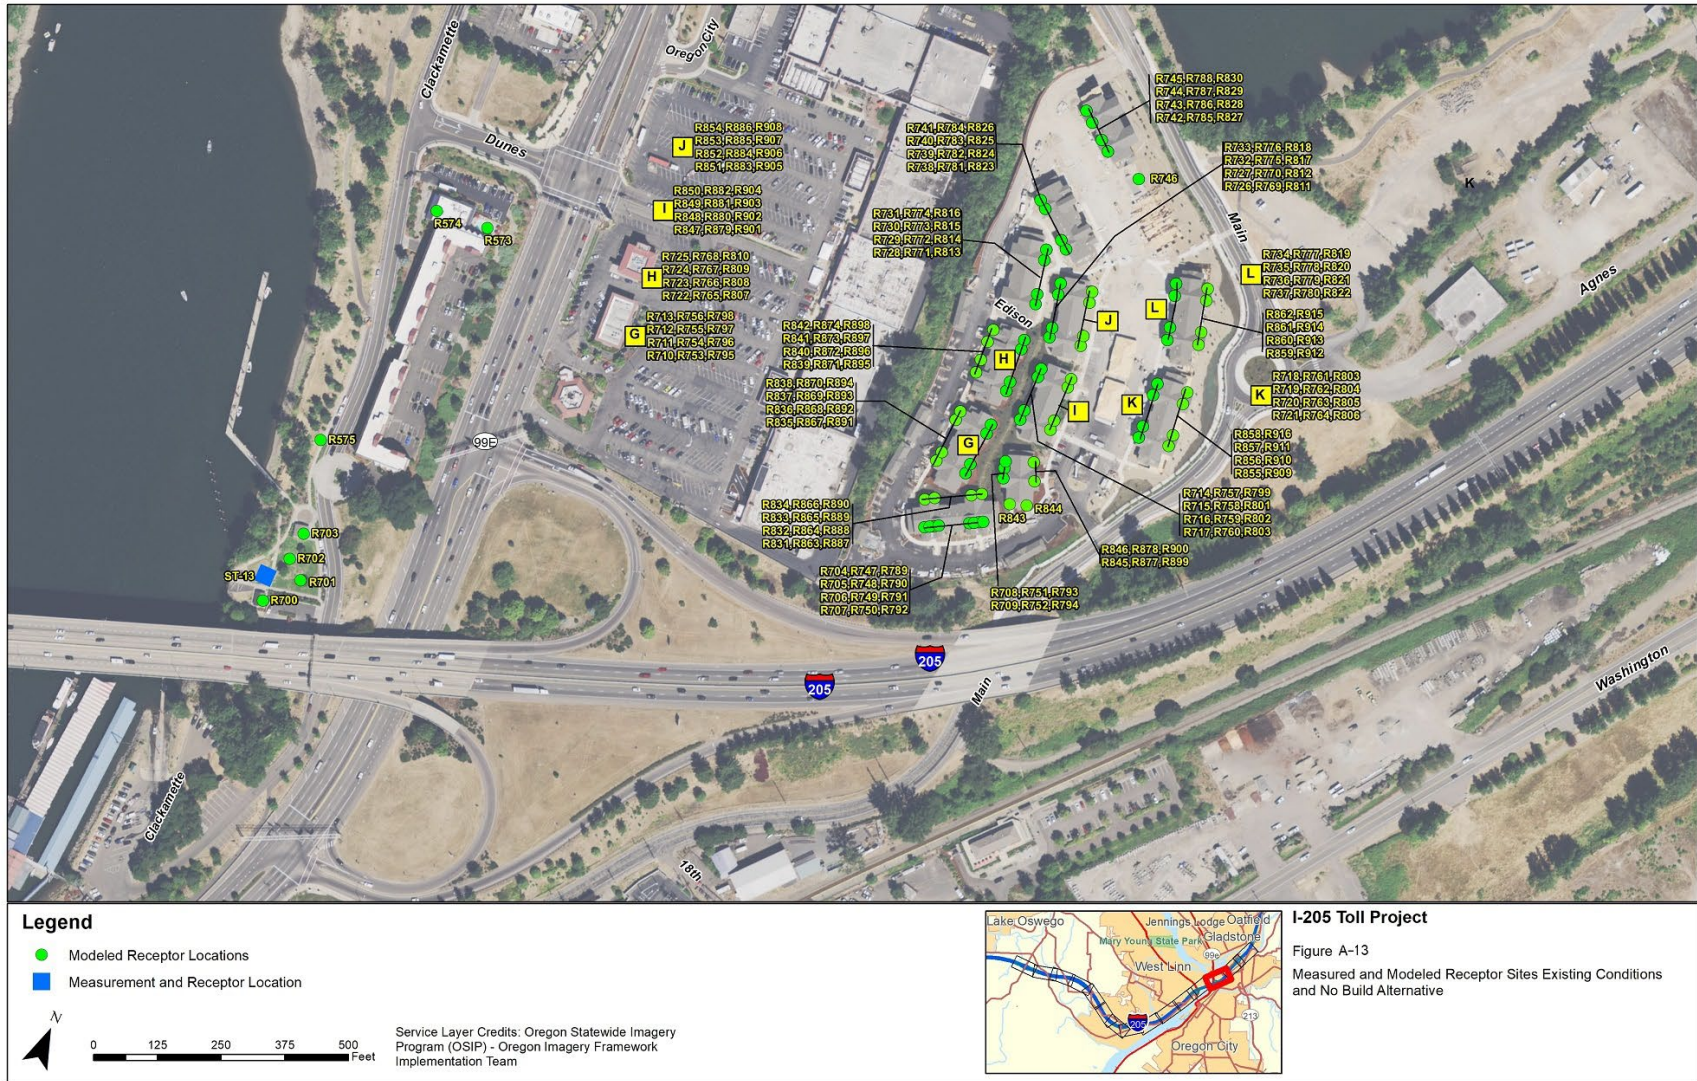 Clackamette
Oregon City
Dunes
R854,R886,R908
R853,R885,R907
R852,R884,R906
R851,R883,R905
J
R850,R882,R904
R849,R881,R903
R848,R880,R902
R847,R879,R901
I
R725,R768,R810
R724,R767,R809
R723,R766,R808
R722,R765,R807
H
R713,R756,R798
R712,R755,R797
R711,R754,R796
R710,R753,R795
G
R574
R573
R575
99E
R703
R702
ST-13
R701
R700
R741,R784,R826
R740,R783,R825
R739,R782,R824
R738,R781,R823
R745,R788,R830
R744,R787,R829
R743,R786,R828
R742,R785,R827
R746
R733,R776,R818
R732,R775,R817
R727,R770,R812
R726,R769,R811
K
Main
R731,R774,R816
R730,R773,R815
R729,R772,R814
R728,R771,R813
L
R734,R777,R819
R735,R778,R820
R736,R779,R821
R737,R780,R822
Agnes
Edison
J
L
R862,R915
R861,R914
R860,R913
R859,R912
R842,R874,R898
R841,R873,R897
R840,R872,R896
R839,R871,R895
H
R838,R870,R894
R837,R869,R893
R836,R868,R892
R835,R867,R891
I
K
K
R718,R761,R803
R719,R762,R804
R720,R763,R805
R721,R764,R806
G
R858,R916
R857,R911
R856,R910
R855,R909
R834,R866,R890
R833,R865,R889
R832,R864,R888
R831,R863,R887
R843
R844
R714,R757,R799
R715,R758,R801
R716,R759,R802
R717,R760,R803
R846,R878,R900
R845,R877,R899
R704,R747,R789
R705,R748,R790
R706,R749,R791
R707,R750,R792
R708,R751,R793
R709,R752,R794
205
205
Main
Washington
Clackamette
18th
Legend
Modeled Receptor Locations
Measurement and Receptor Location
N
0 125 250 375 500
Feet
Service Layer Credits: Oregon Statewide Imagery
Program (OSIP) - Oregon Imagery Framework
Implementation Team
Lake Oswego
Jennings Lodge
Oatfield
Mary Young State Park
Gladstone
99e
West Linn
205
213
Oregon City
I-205 Toll Project
Figure A-13
Measured and Modeled Receptor Sites Existing Conditions
and No Build Alternative